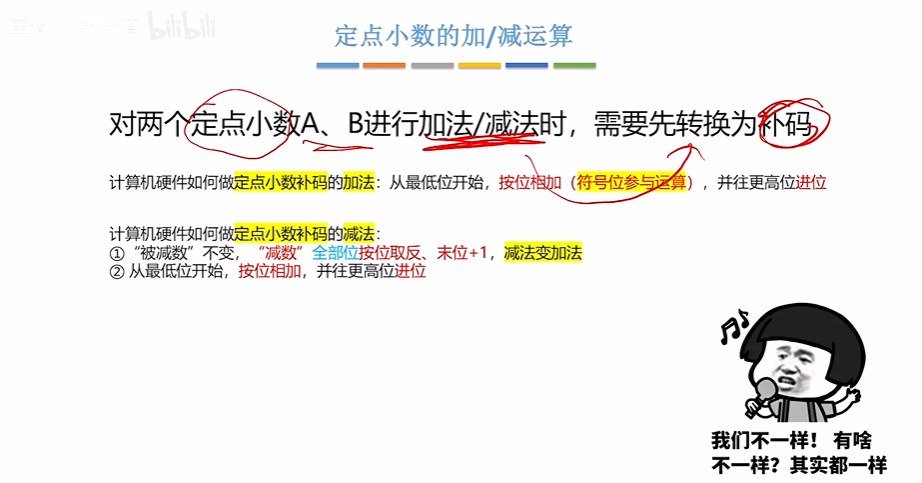 bilibili
定点小数的加/减运算
对两个定点小数A、B进行加法/减法时，需要先转换为补码
计算机硬件如何做定点小数补码的加法：从最低位开始，按位相加（符号位参与运算），并往更高位进位
计算机硬件如何做定点小数补码的减法：
①“被减数”不变，“减数”全部位按位取反、末位+1，减法变加法
② 从最低位开始，按位相加，并往更高位进位
我们不一样！ 有啥
不一样？其实都一样